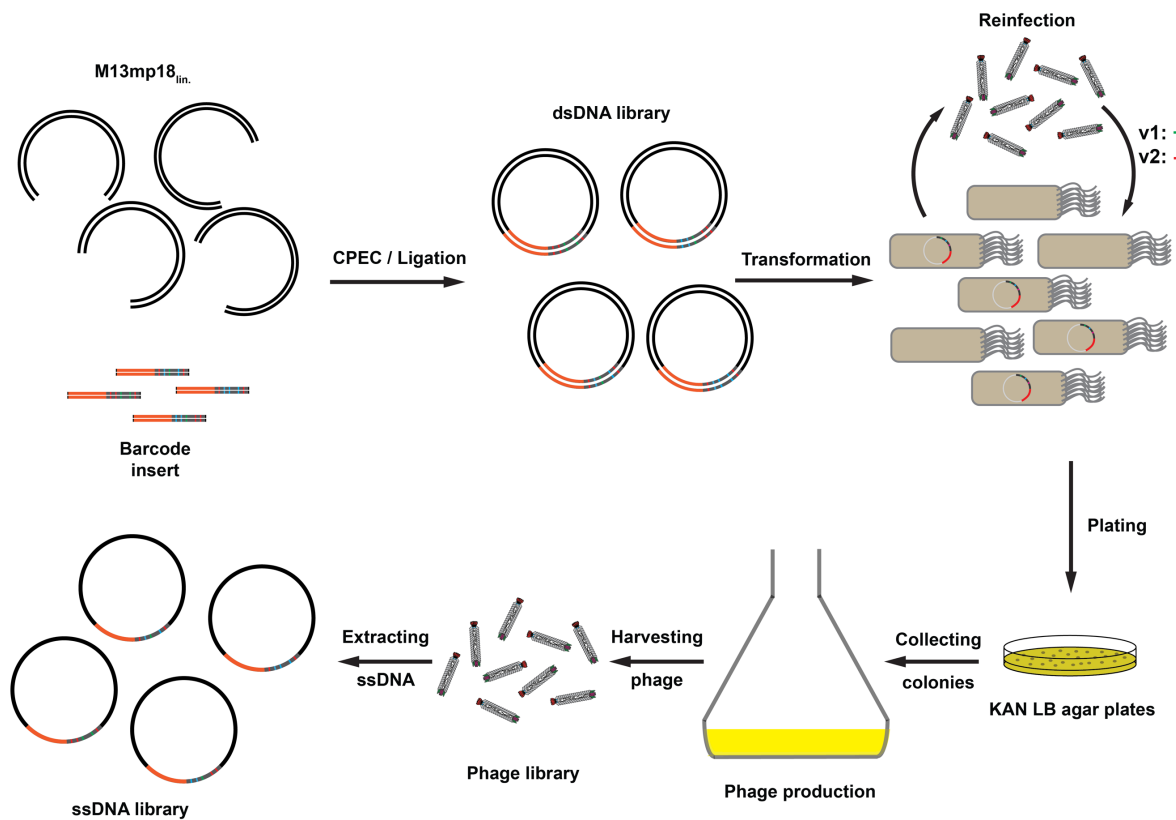 Reinfection
M13mp18lin.
dsDNA library
v1: -
v2: -
CPEC / Ligation
Transformation
Barcode
insert
Plating
Extracting
ssDNA
Harvesting
phage
Collecting
colonies
KAN LB agar plates
Phage library
Phage production
ssDNA library